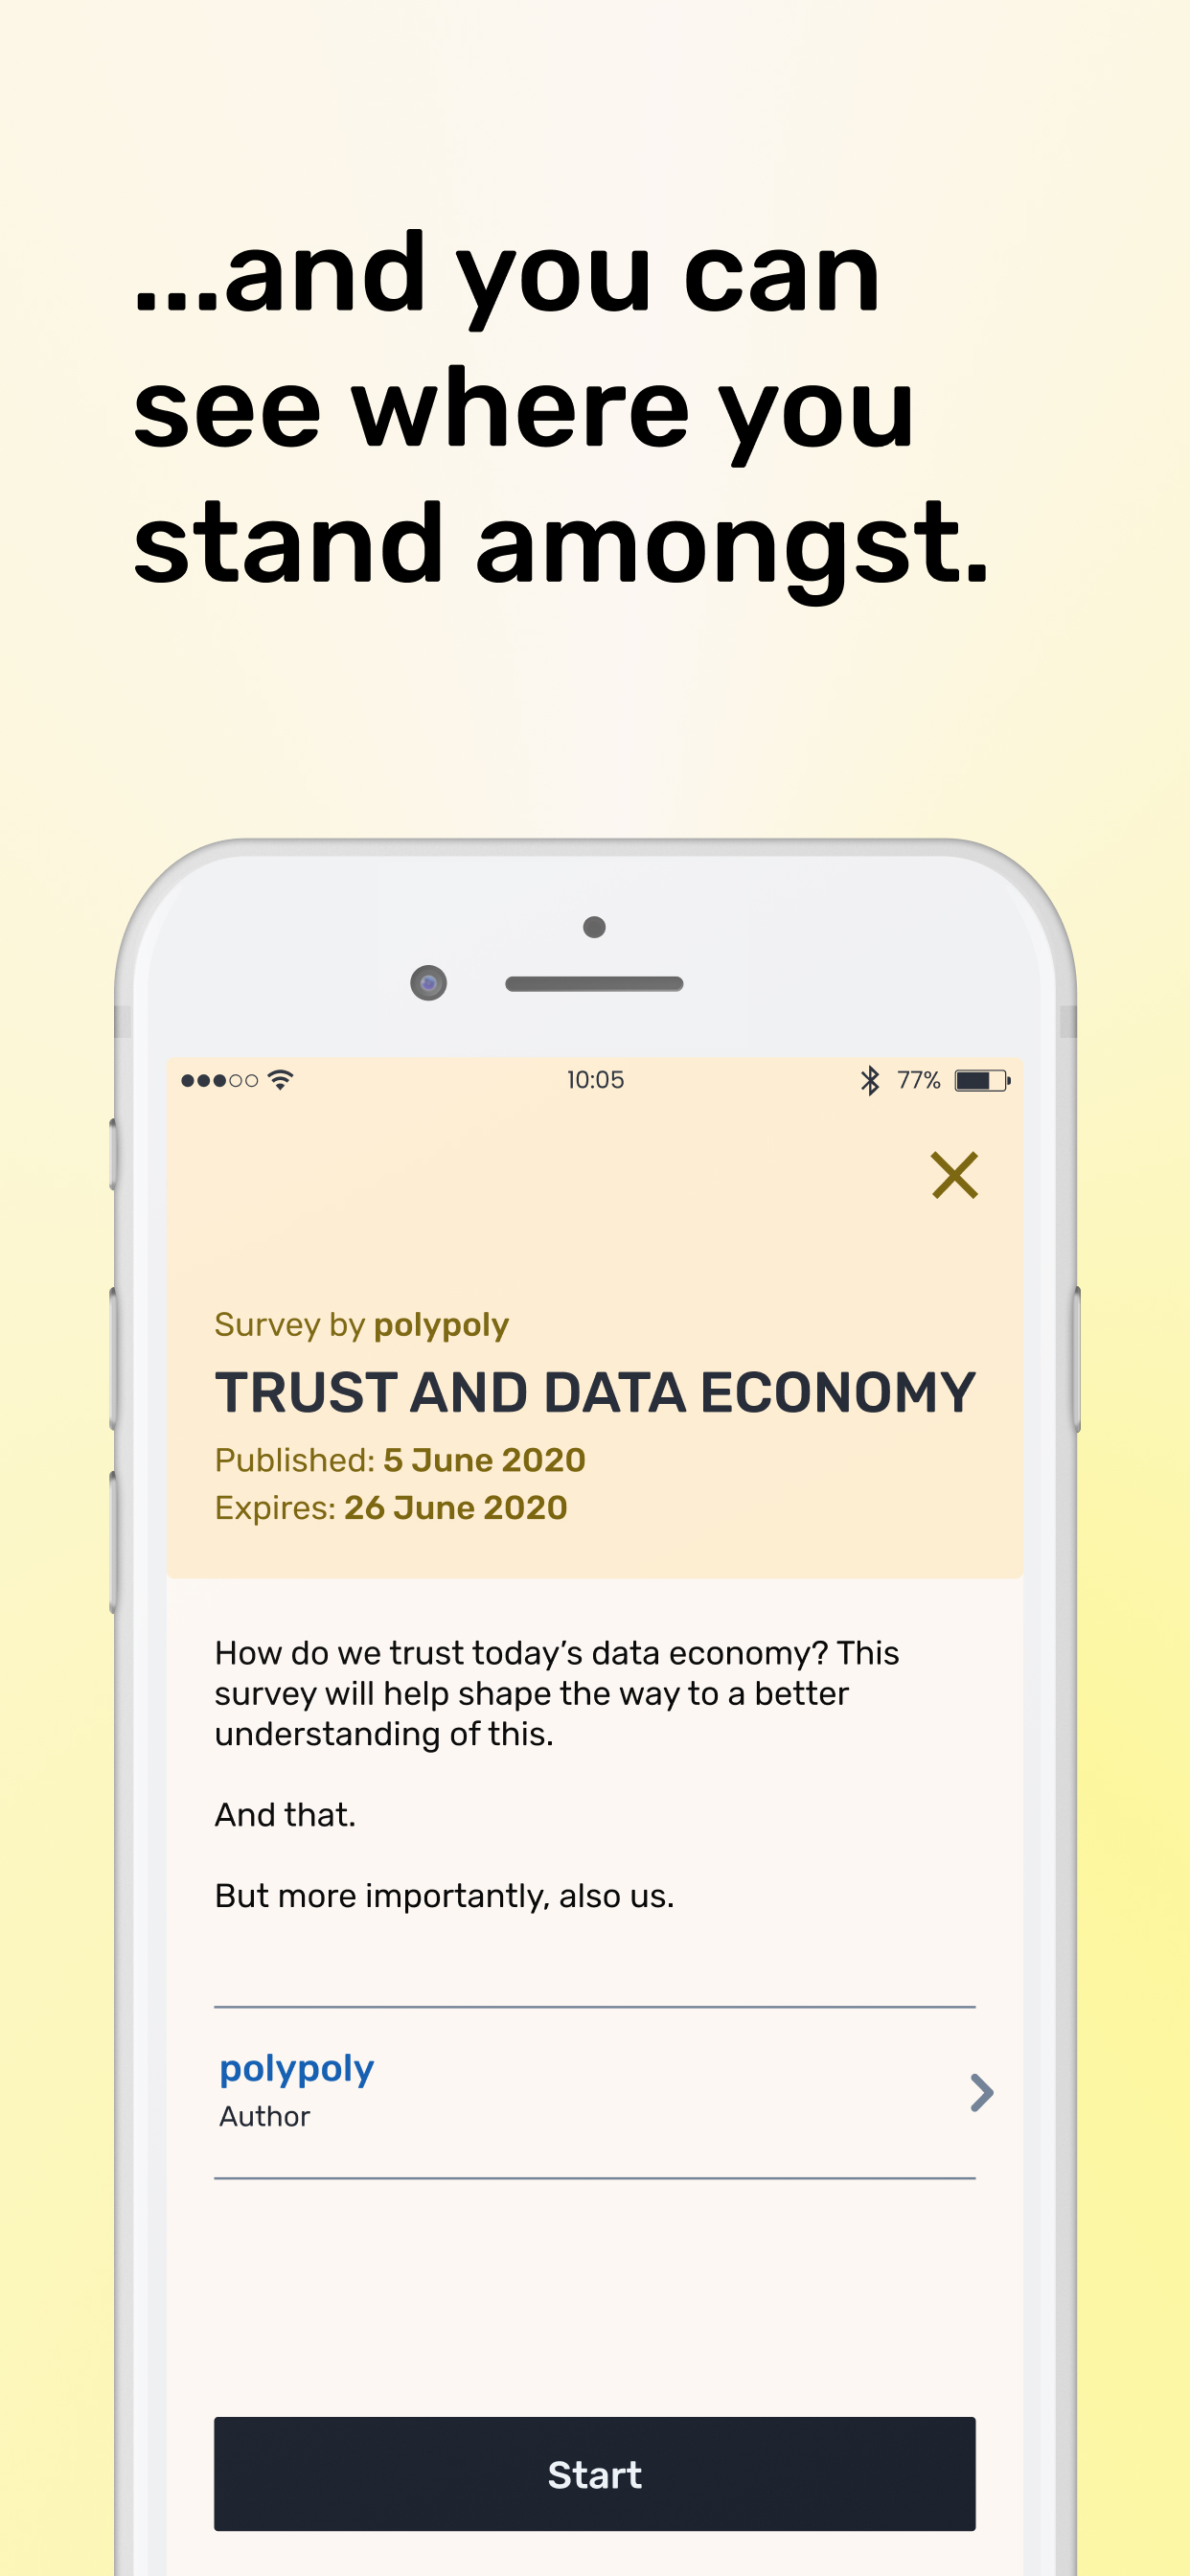 ...and you can
see where you
stand amongst.
10:05
77%
Survey by polypoly
TRUST AND DATA ECONOMY
Published: 5 June 2020
Expires: 26 June 2020
How do we trust today’s data economy? This
survey will help shape the way to a better
understanding of this.
And that.
But more importantly, also us.
polypoly
Author
Start